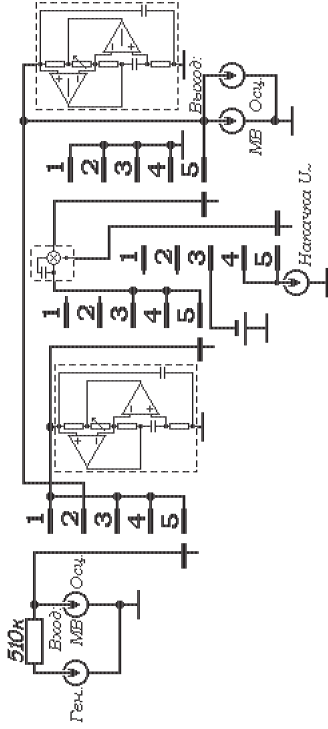 510к
Вход:
Ген.
МВ
Осц.
1
2
3
4
5
1
2
3
4
5
1
2
3
4
5
Накачка U~
1
2
3
4
5
Выход:
МВ
Осц.